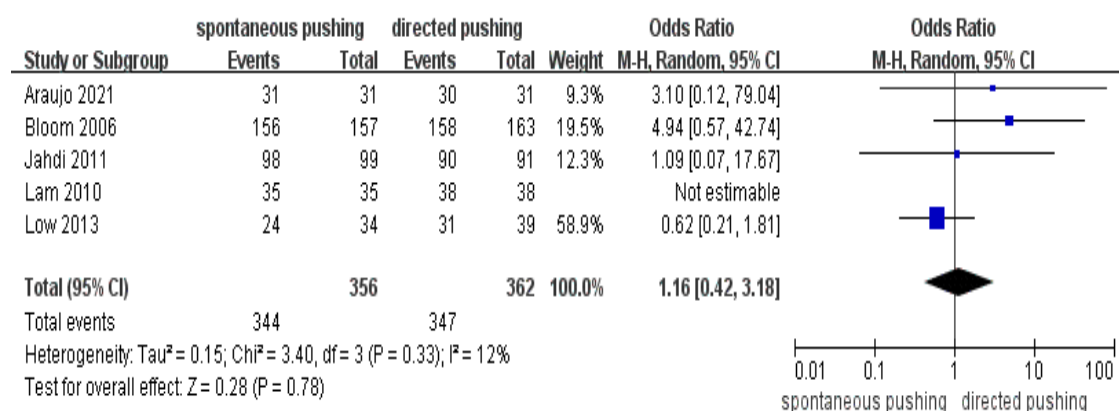 spontaneous pushing directed pushing Odds Ratio Odds Ratio
Study or Subgroup Events Total Events Total Weight M-H, Random, 95% CI M-H, Random, 95% CI
Araujo 2021 31 31 30 31 9.3% 3.10 [0.12, 79.04]
Bloom 2006 156 157 158 163 19.5% 4.94 [0.57, 42.74]
Jahdi 2011 98 99 90 91 12.3% 1.09 [0.07, 17.67]
Lam 2010 35 35 38 38 Not estimable
Low 2013 24 34 31 39 58.9% 0.62 [0.21, 1.81]
Total (95% CI) 356 362 100.0% 1.16 [0.42, 3.18]
Total events 344 347
Heterogeneity: Tau² = 0.15; Chi² = 3.40, df = 3 (P = 0.33); I² = 12%
Test for overall effect: Z = 0.28 (P = 0.78)
0.01 0.1 1 10 100
spontaneous pushing directed pushing